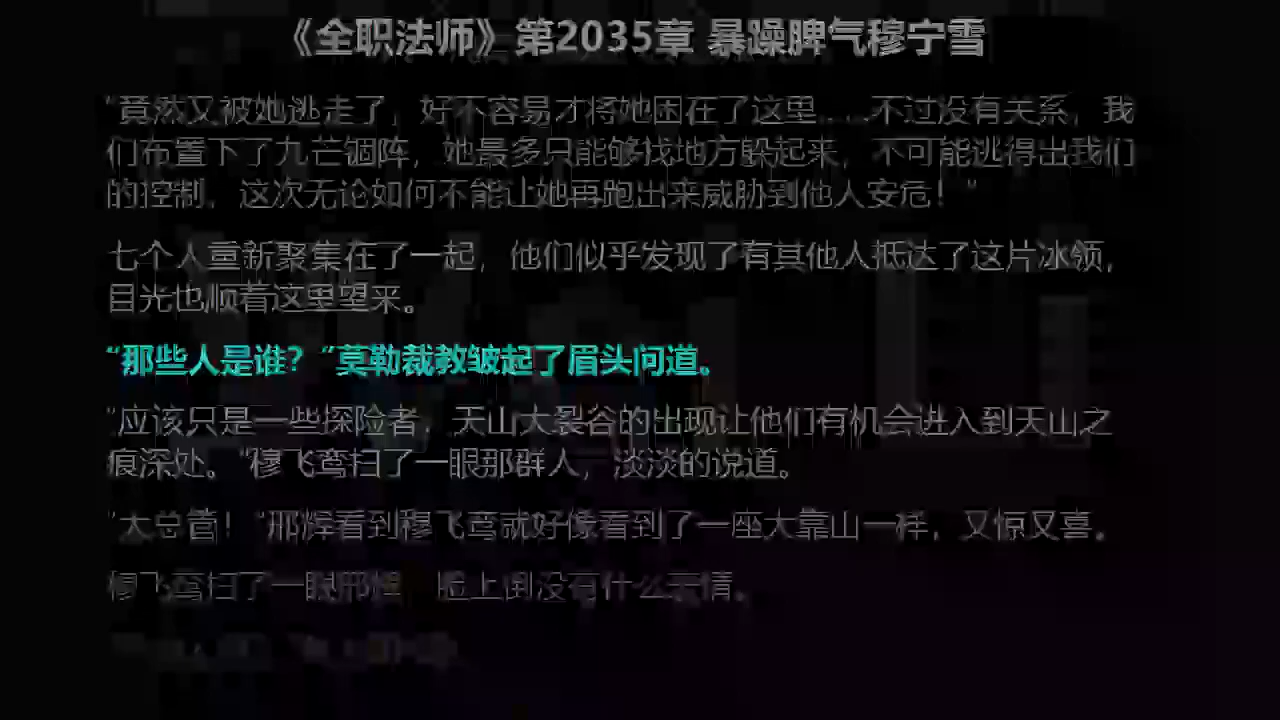 《全职法师》第2035章 暴躁脾气穆宁雪
“竟然又被她逃走了，好不容易才将她困在了这里……不过没有关系，我
们布置下了九芒锢阵，她最多只能够找地方躲起来，不可能逃得出我们
的控制，这次无论如何不能让她再跑出来威胁到他人安危！”
七个人重新聚集在了一起，他们似乎发现了有其他人抵达了这片冰领，
目光也顺着这里望来。
“那些人是谁？“莫勒裁教皱起了眉头问道。
“应该只是一些探险者，天山大裂谷的出现让他们有机会进入到天山之
痕深处。”穆飞鸾扫了一眼那群人，淡淡的说道。
“大总管！“邢辉看到穆飞鸾就好像看到了一座大靠山一样，又惊又喜。
穆飞鸾扫了一眼邢辉，脸上倒没有什么表情。